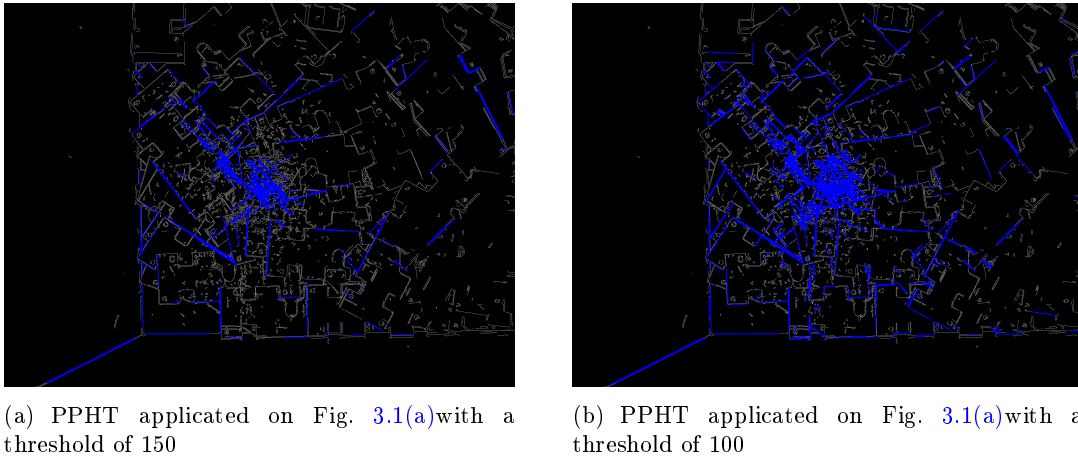 (a) PPHT applicated on Fig. 3.1(a)with a
threshold of 150
(b) PPHT applicated on Fig. 3.1(a)with a
threshold of 100